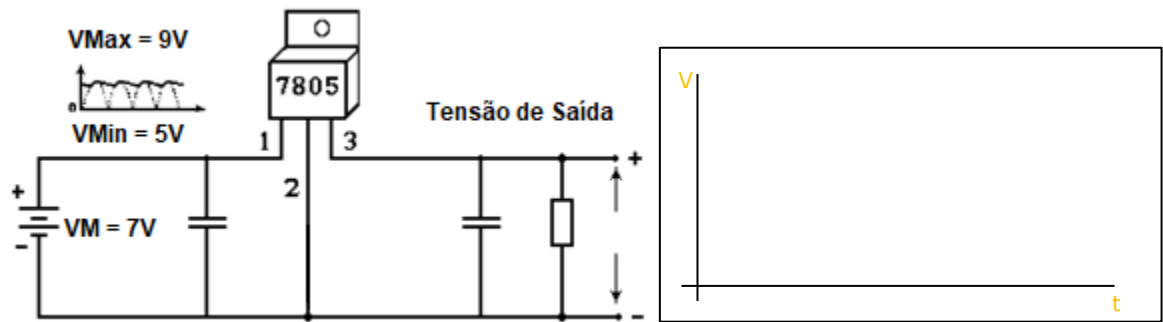 VMax = 9V
0
VMin = 5V
7805
Tensão de Saída
1
3
2
+
+
VM = 7V
-
-
V
t